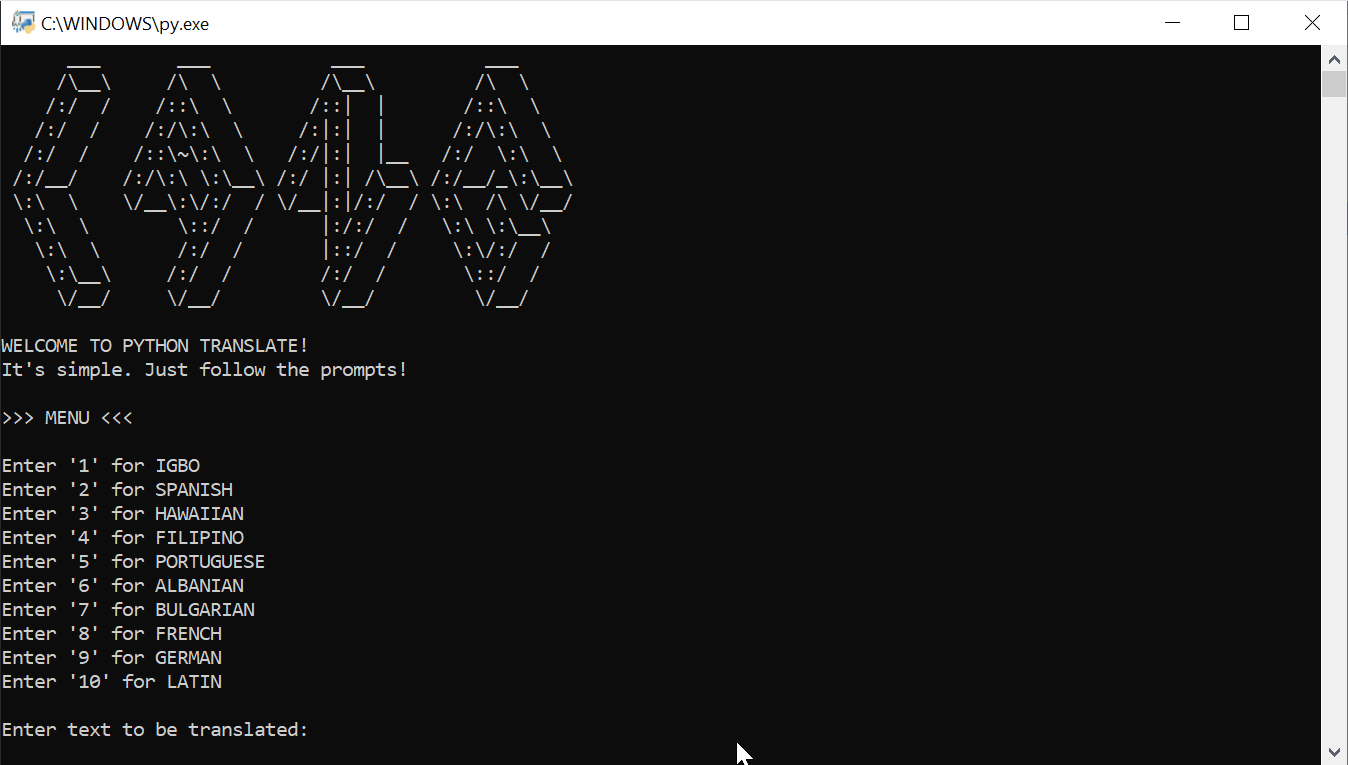 C:\WINDOWS\py.exe
WELCOME TO PYTHON TRANSLATE!
It's simple. Just follow the prompts!
>>> MENU <<<
Enter '1' for IGBO
Enter '2' for SPANISH
Enter '3' for HAWAIIAN
Enter '4' for FILIPINO
Enter '5' for PORTUGUESE
Enter '6' for ALBANIAN
Enter '7' for BULGARIAN
Enter '8' for FRENCH
Enter '9' for GERMAN
Enter '10' for LATIN
Enter text to be translated: